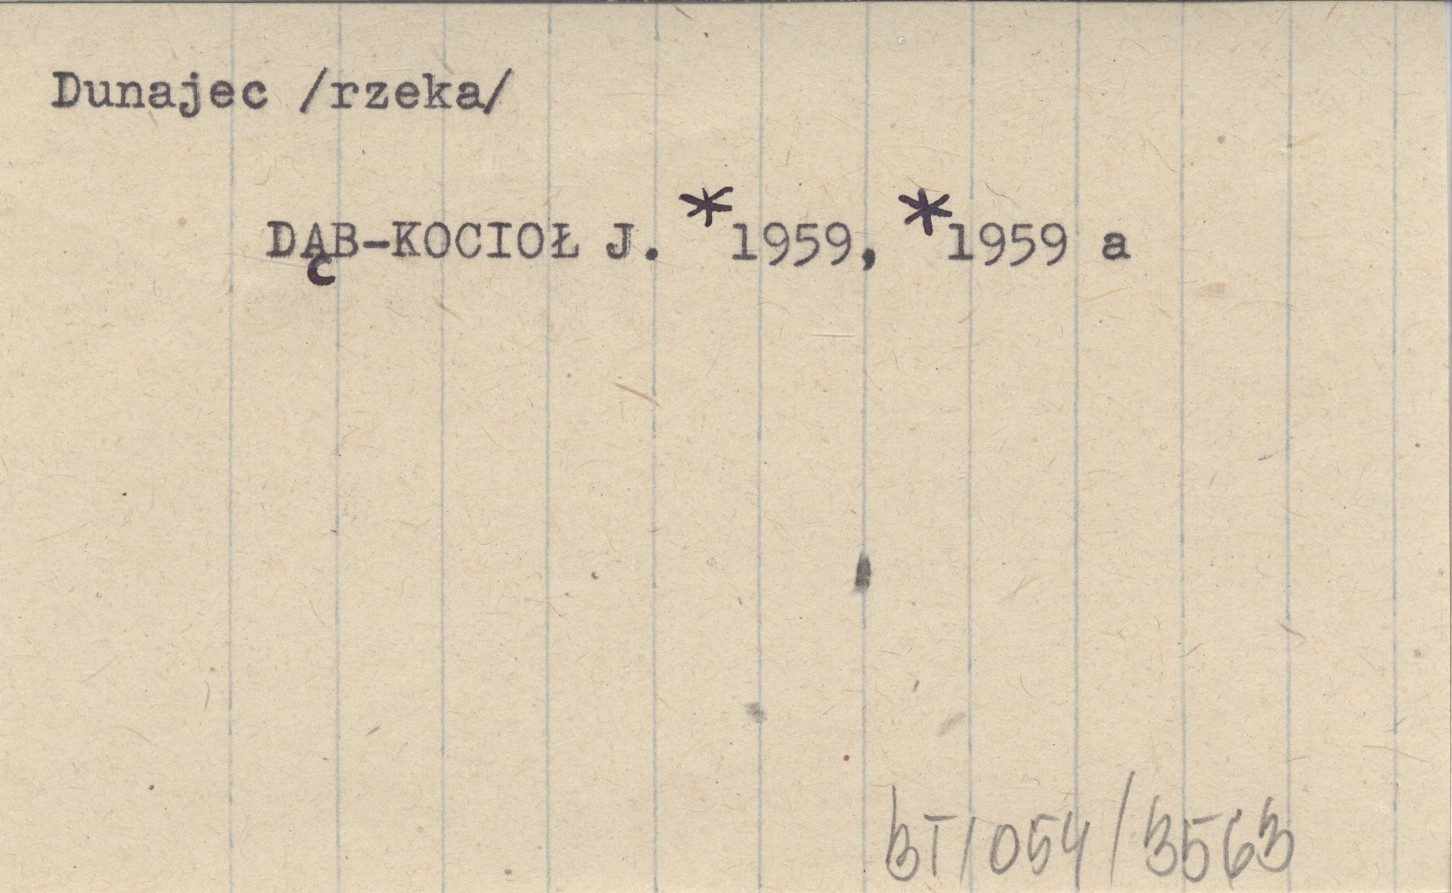 Dunajec /rzeka/
DĄB-KOCIOŁ J. *1959, *1959 a
BT/054/3563